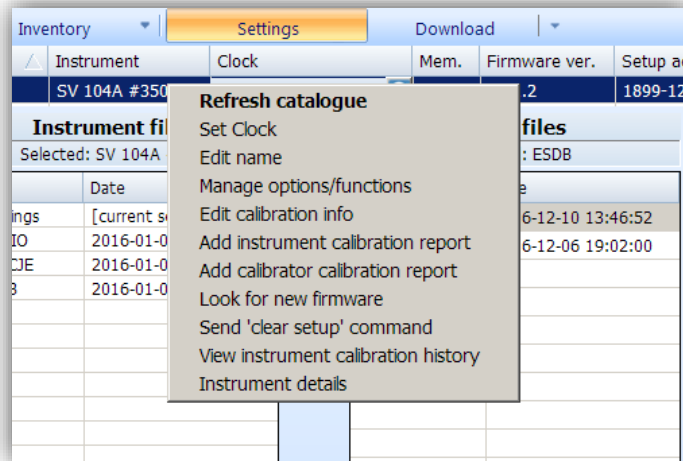 Inventory Settings Download
Instrument Clock Mem. Firmware ver. Setup a
SV 104A #350 .2 1899-12
Instrument fi files
Selected: SV 104A : ESDB
Date e
ings [current s 6-12-10 13:46:52
IO 2016-01-0 6-12-06 19:02:00
CJE 2016-01-0
3 2016-01-0
Refresh catalogue
Set Clock
Edit name
Manage options/functions
Edit calibration info
Add instrument calibration report
Add calibrator calibration report
Look for new firmware
Send 'clear setup' command
View instrument calibration history
Instrument details